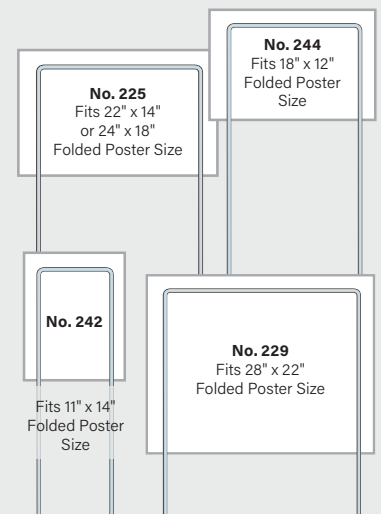 No. 244
Fits 18" x 12"
Folded Poster
Size
No. 225
Fits 22" x 14"
or 24" x 18"
Folded Poster Size
No. 242
Fits 11" x 14"
Folded Poster
Size
No. 229
Fits 28" x 22"
Folded Poster Size